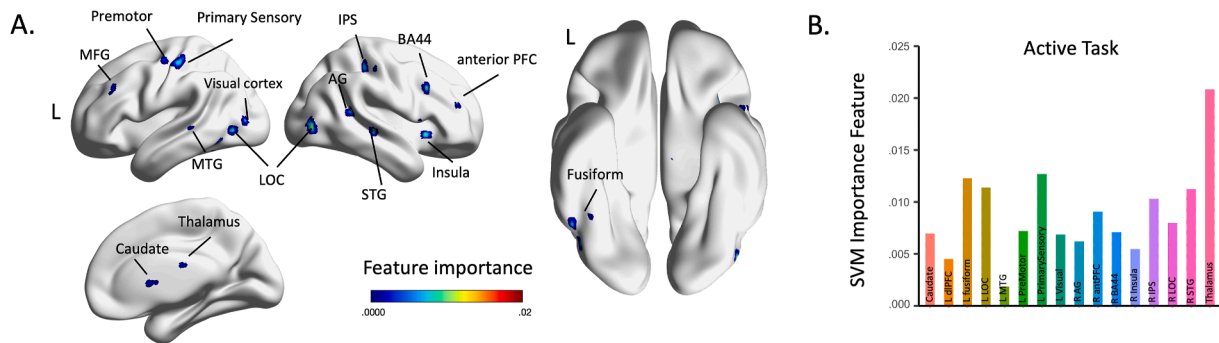 A.
Premotor
Primary Sensory
MFG
Visual cortex
L
MTG
LOC
IPS
BA44
anterior PFC
AG
STG
Insula
L
Fusiform
Caudate
Thalamus
Feature importance
.0000
.02
B.
Active Task
SVM Importance Feature
.025
.020
.015
.010
.005
.000
Caudate
L dlPFC
L fusiform
L LOC
L MTG
L PreMotor
L PrimarySensory
L Visual
R AG
R antPFC
R BA44
R Insula
R IPS
R LOC
R STG
Thalamus